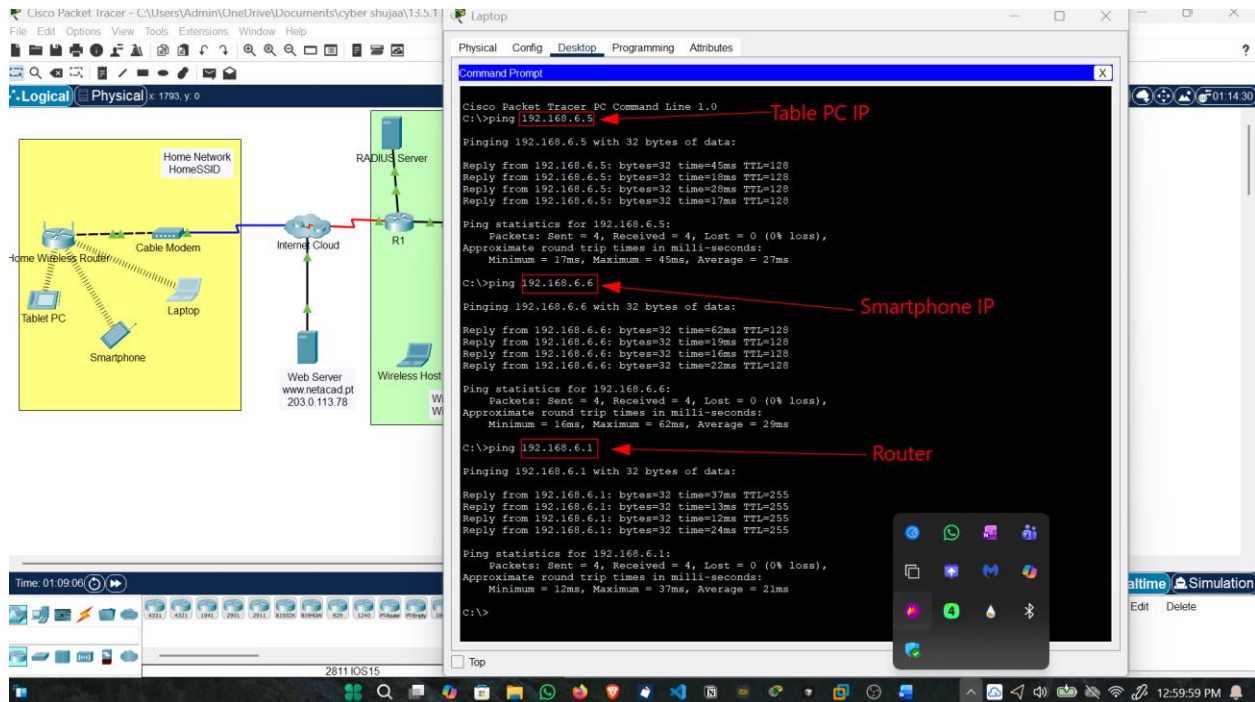 Cisco Packet Tracer - C:\Users\Admin\OneDrive\Documents\cyber shujaa\13.5.1
File Edit Options View Tools Extensions Window Help
Logical Physical x: 1793, y: 0
01:14:30
Home Network
HomeSSID
RADIUS Server
Home Wireless Router
Cable Modem
Internet Cloud
R1
Tablet PC
Laptop
Smartphone
Web Server
www.netacad.pt
203.0.113.78
Wireless Host
Wi
Wi
Time: 01:09:06
4331 4321 1941 2901 2911 819IOX 819HGW 829 1240
2811 IOS15
Laptop
Physical Config Desktop Programming Attributes
Command Prompt
X
Cisco Packet Tracer PC Command Line 1.0
C:\>ping 192.168.6.5
Table PC IP
Pinging 192.168.6.5 with 32 bytes of data:
Reply from 192.168.6.5: bytes=32 time=45ms TTL=128
Reply from 192.168.6.5: bytes=32 time=18ms TTL=128
Reply from 192.168.6.5: bytes=32 time=28ms TTL=128
Reply from 192.168.6.5: bytes=32 time=17ms TTL=128
Ping statistics for 192.168.6.5:
Packets: Sent = 4, Received = 4, Lost = 0 (0% loss),
Approximate round trip times in milli-seconds:
Minimum = 17ms, Maximum = 45ms, Average = 27ms
C:\>ping 192.168.6.6
Smartphone IP
Pinging 192.168.6.6 with 32 bytes of data:
Reply from 192.168.6.6: bytes=32 time=62ms TTL=128
Reply from 192.168.6.6: bytes=32 time=19ms TTL=128
Reply from 192.168.6.6: bytes=32 time=16ms TTL=128
Reply from 192.168.6.6: bytes=32 time=22ms TTL=128
Ping statistics for 192.168.6.6:
Packets: Sent = 4, Received = 4, Lost = 0 (0% loss),
Approximate round trip times in milli-seconds:
Minimum = 16ms, Maximum = 62ms, Average = 29ms
C:\>ping 192.168.6.1
Router
Pinging 192.168.6.1 with 32 bytes of data:
Reply from 192.168.6.1: bytes=32 time=37ms TTL=255
Reply from 192.168.6.1: bytes=32 time=13ms TTL=255
Reply from 192.168.6.1: bytes=32 time=12ms TTL=255
Reply from 192.168.6.1: bytes=32 time=24ms TTL=255
Ping statistics for 192.168.6.1:
Packets: Sent = 4, Received = 4, Lost = 0 (0% loss),
Approximate round trip times in milli-seconds:
Minimum = 12ms, Maximum = 37ms, Average = 21ms
C:\>
Top
?
altime Simulation
Edit Delete
4
12:59:59 PM